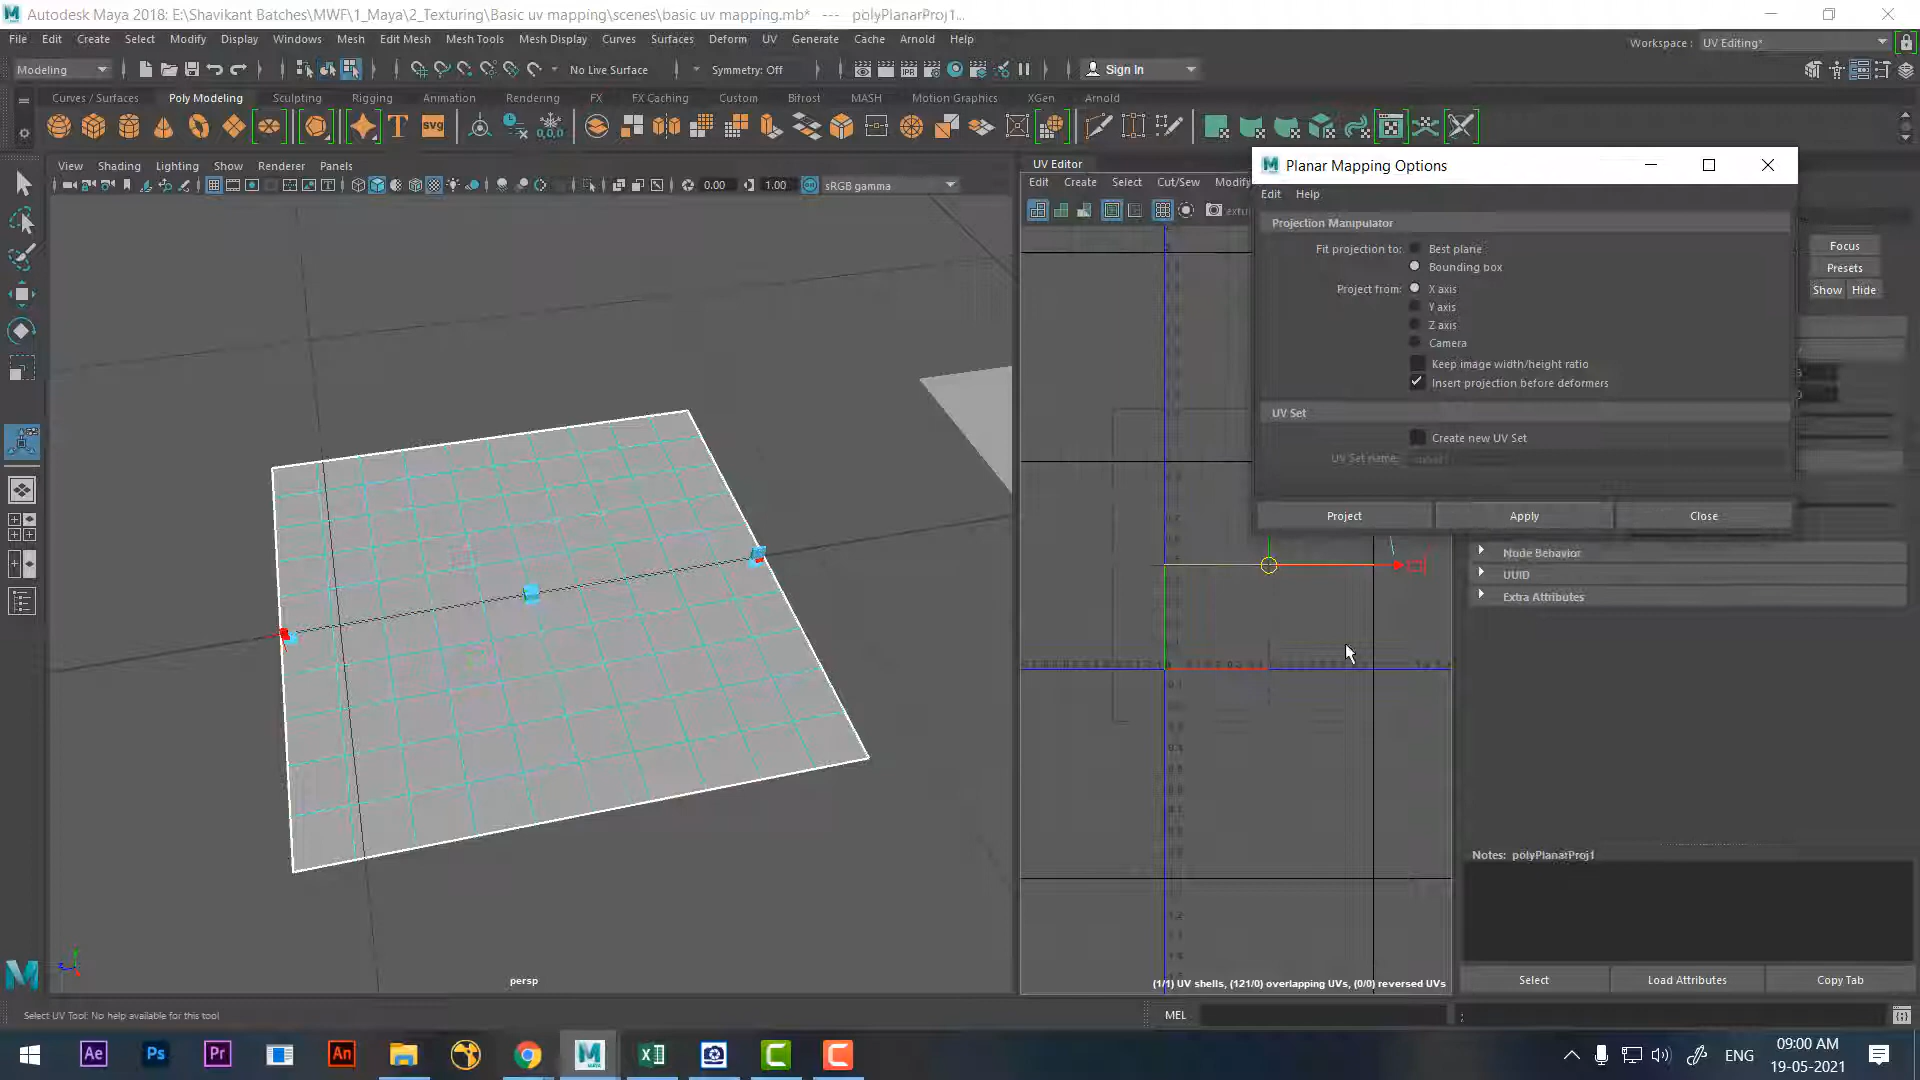 Autodesk Maya 2018: E:\Shavikant Batches\MWF\1_Maya\2_Texturing\Basic uv mapping\scenes\basic uv mapping.mb* --- polyPlanarProj1...
File Edit Create Select Modify Display Windows Mesh Edit Mesh Mesh Tools Mesh Display Curves Surfaces Deform UV Generate Cache Arnold Help
Workspace : UV Editing*
Modeling No Live Surface Symmetry: Off Sign In
Curves / Surfaces Poly Modeling Sculpting Rigging Animation Rendering FX FX Caching Custom Bifrost MASH Motion Graphics XGen Arnold
T SVG 0,0,0
View Shading Lighting Show Renderer Panels
0.00 1.00 sRGB gamma
UV Editor
Edit Create Select Cut/Sew Modify
Planar Mapping Options
Edit Help
Projection Manipulator
Fit projection to: Best plane
Bounding box
Project from: X axis
Y axis
Z axis
Camera
Keep image width/height ratio
Insert projection before deformers
UV Set
Create new UV Set
UV Set name:
Project Apply Close
Focus
Presets
Show Hide
Node Behavior
UUID
Extra Attributes
Notes: polyPlanarProj1
Select Load Attributes Copy Tab
persp
(1/1) UV shells, (121/0) overlapping UVs, (0/0) reversed UVs
Select UV Tool: No help available for this tool
MEL
Ae Ps Pr An
ENG
09:00 AM
19-05-2021